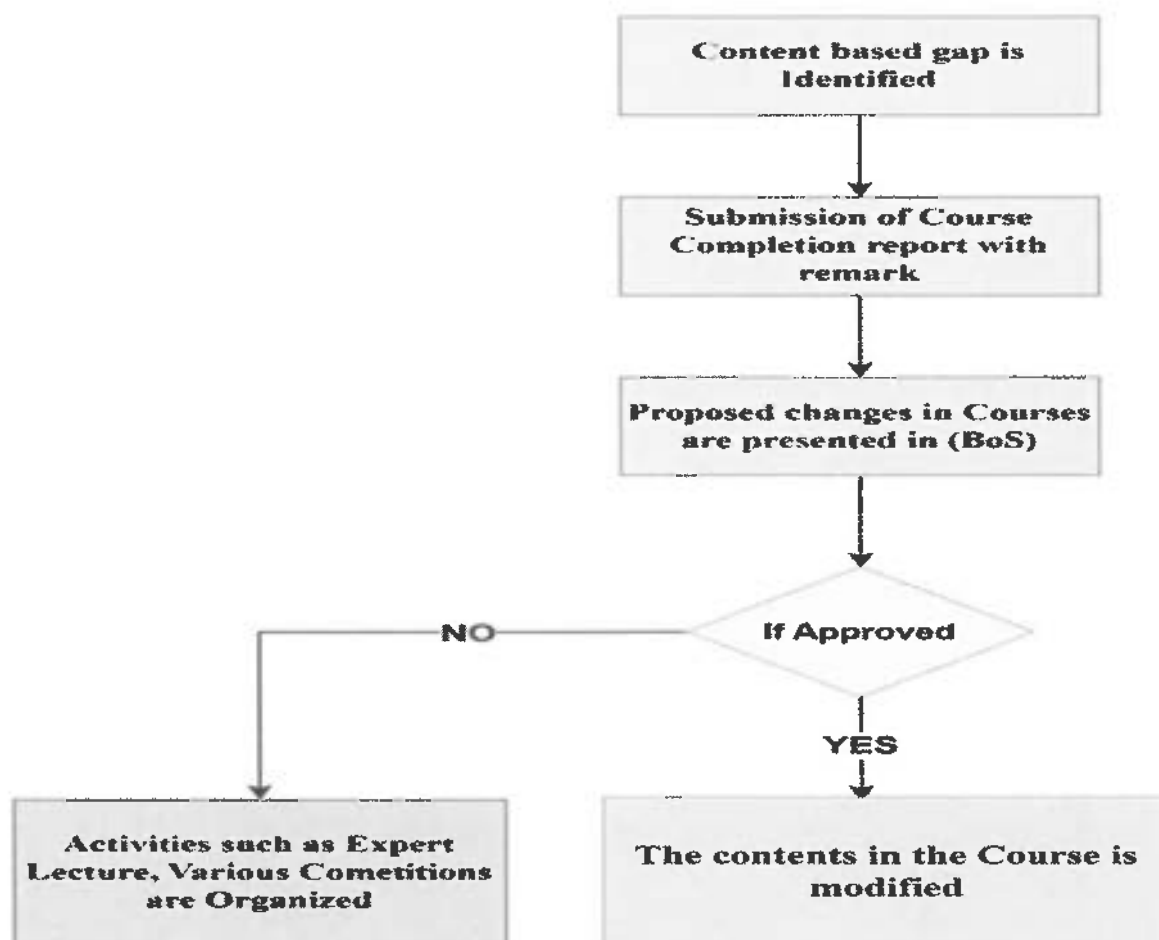 Content based gap is
Identified
Submission of Course
Completion report with
remark
Proposed changes in Courses
are presented in (BoS)
If Approved
NO
YES
Activities such as Expert
Lecture, Various Cometitions
are Organized
The contents in the Course is
modified